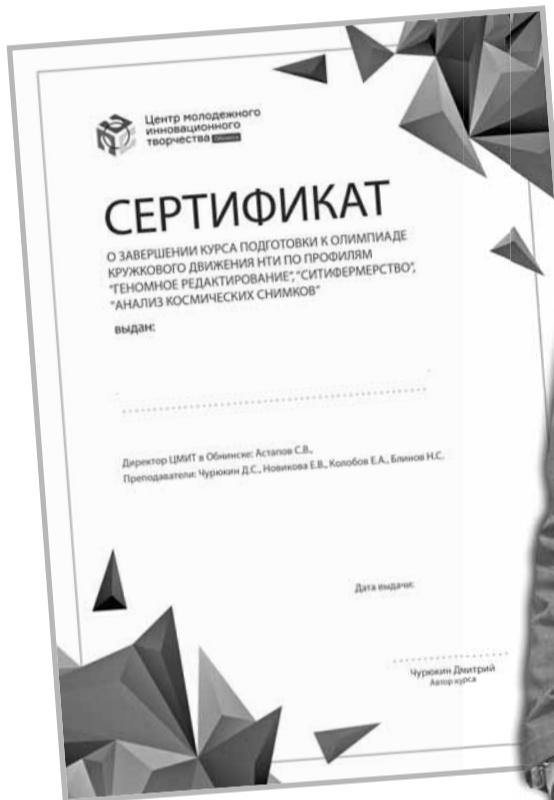 Центр молодежного
инновационного
творчества
СЕРТИФИКАТ
О ЗАВЕРШЕНИИ КУРСА ПОДГОТОВКИ К ОЛИМПИАДЕ
КРУЖКОВОГО ДВИЖЕНИЯ НТИ ПО ПРОФИЛЯМ
"ГЕНОМНОЕ РЕДАКТИРОВАНИЕ", "СИТИФЕРМЕРСТВО",
"АНАЛИЗ КОСМИЧЕСКИХ СНИМКОВ"
выдан:
Директор ЦМИТ в Обнинске: Астапов С.В.,
Преподаватели: Чурюкин Д.С., Новикова Е.В., Колобов Е.А., Блинов Н.С.
Дата выдачи:
Чурюкин Дмитрий
Автор курса